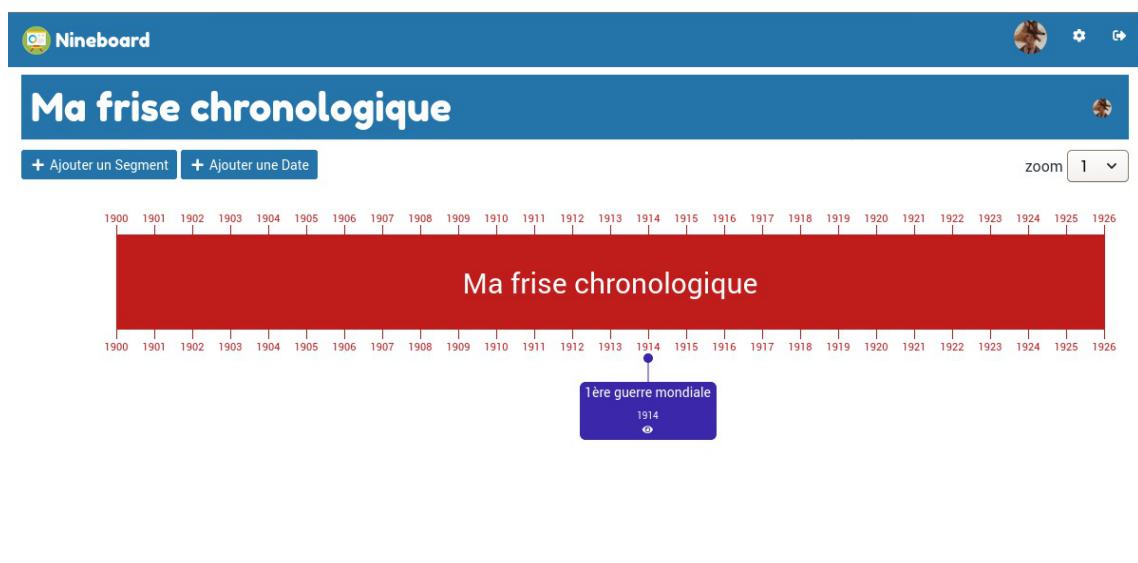 Nineboard
Ma frise chronologique
Ajouter un Segment Ajouter une Date zoom 1
1900 1901 1902 1903 1904 1905 1906 1907 1908 1909 1910 1911 1912 1913 1914 1915 1916 1917 1918 1919 1920 1921 1922 1923 1924 1925 1926
Ma frise chronologique
1900 1901 1902 1903 1904 1905 1906 1907 1908 1909 1910 1911 1912 1913 1914 1915 1916 1917 1918 1919 1920 1921 1922 1923 1924 1925 1926
1ère guerre mondiale
1914